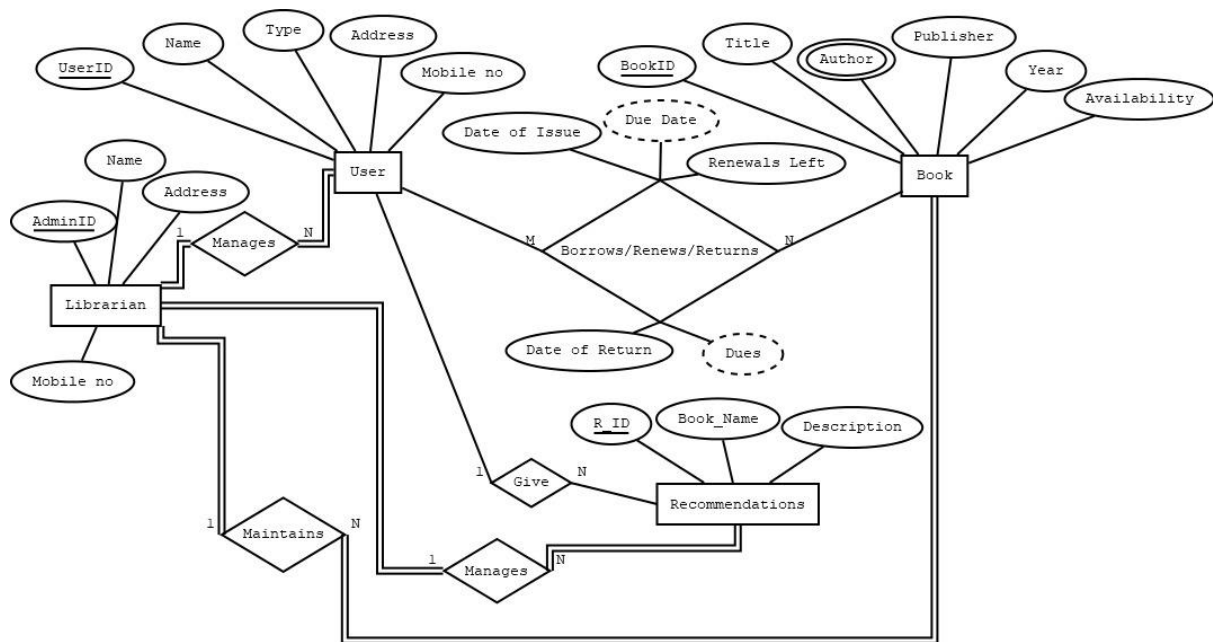 Publisher
Type
Address
Title
Author
Name
UserID
Mobile no
BookID
Year
Availability
Due Date
Date of Issue
Name
Renewals Left
User
Book
Address
AdminID
1
Manages
N
M
Borrows/Renews/Returns
N
Librarian
Date of Return
Dues
Mobile no
R_ID
Book_Name
Description
1
Give
N
Recommendations
1
Maintains
N
1
Manages
N